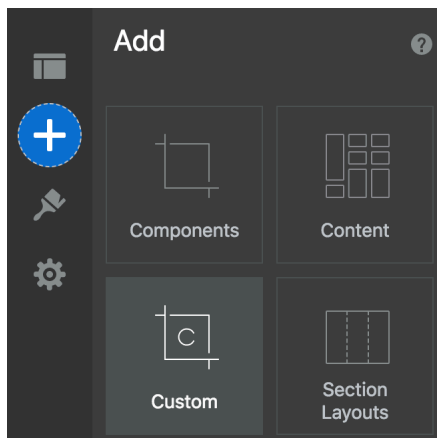 Add
?
Components
Content
C
Custom
Section
Layouts